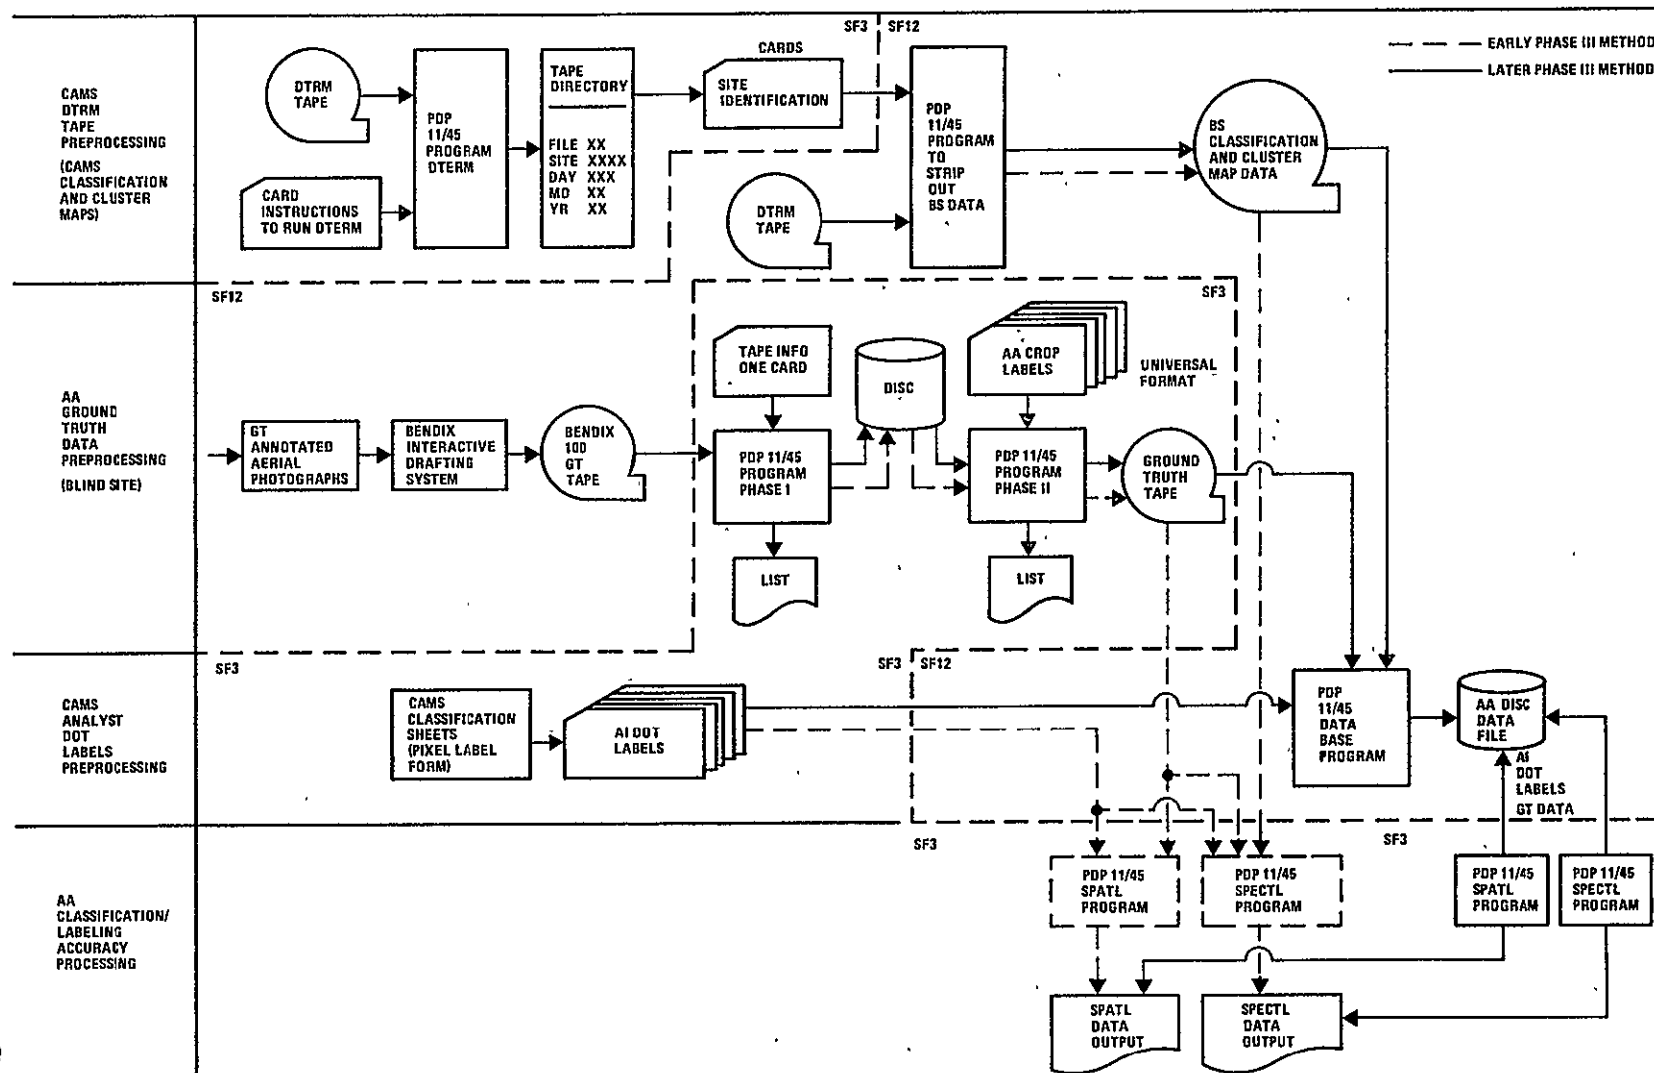 SF3
SF12
EARLY PHASE III METHOD
LATER PHASE III METHOD
CAMS
DTRM
TAPE
PREPROCESSING
(CAMS
CLASSIFICATION
AND CLUSTER
MAPS)
DTRM
TAPE
CARD
INSTRUCTIONS
TO RUN DTERM
PDP
11/45
PROGRAM
DTERM
TAPE
DIRECTORY
FILE XX
SITE XXXX
DAY XXX
MO XX
YR XX
CARDS
SITE
IDENTIFICATION
DTRM
TAPE
PDP
11/45
PROGRAM
TO
STRIP
OUT
BS DATA
BS
CLASSIFICATION
AND CLUSTER
MAP DATA
SF12
SF3
AA
GROUND
TRUTH
DATA
PREPROCESSING
(BLIND SITE)
GT
ANNOTATED
AERIAL
PHOTOGRAPHS
BENDIX
INTERACTIVE
DRAFTING
SYSTEM
BENDIX
100
GT
TAPE
TAPE INFO
ONE CARD
PDP 11/45
PROGRAM
PHASE I
LIST
DISC
AA CROP
LABELS
UNIVERSAL
FORMAT
PDP 11/45
PROGRAM
PHASE II
LIST
GROUND
TRUTH
TAPE
SF3
SF3
SF12
CAMS
ANALYST
DOT
LABELS
PREPROCESSING
CAMS
CLASSIFICATION
SHEETS
(PIXEL LABEL
FORM)
AI DOT
LABELS
PDP
11/45
DATA
BASE
PROGRAM
AA DISC
DATA
FILE
AI
DOT
LABELS
GT DATA
SF3
SF3
AA
CLASSIFICATION/
LABELING
ACCURACY
PROCESSING
PDP 11/45
SPATL
PROGRAM
PDP 11/45
SPECTL
PROGRAM
PDP 11/45
SPATL
PROGRAM
PDP 11/45
SPECTL
PROGRAM
SPATL
DATA
OUTPUT
SPECTL
DATA
OUTPUT